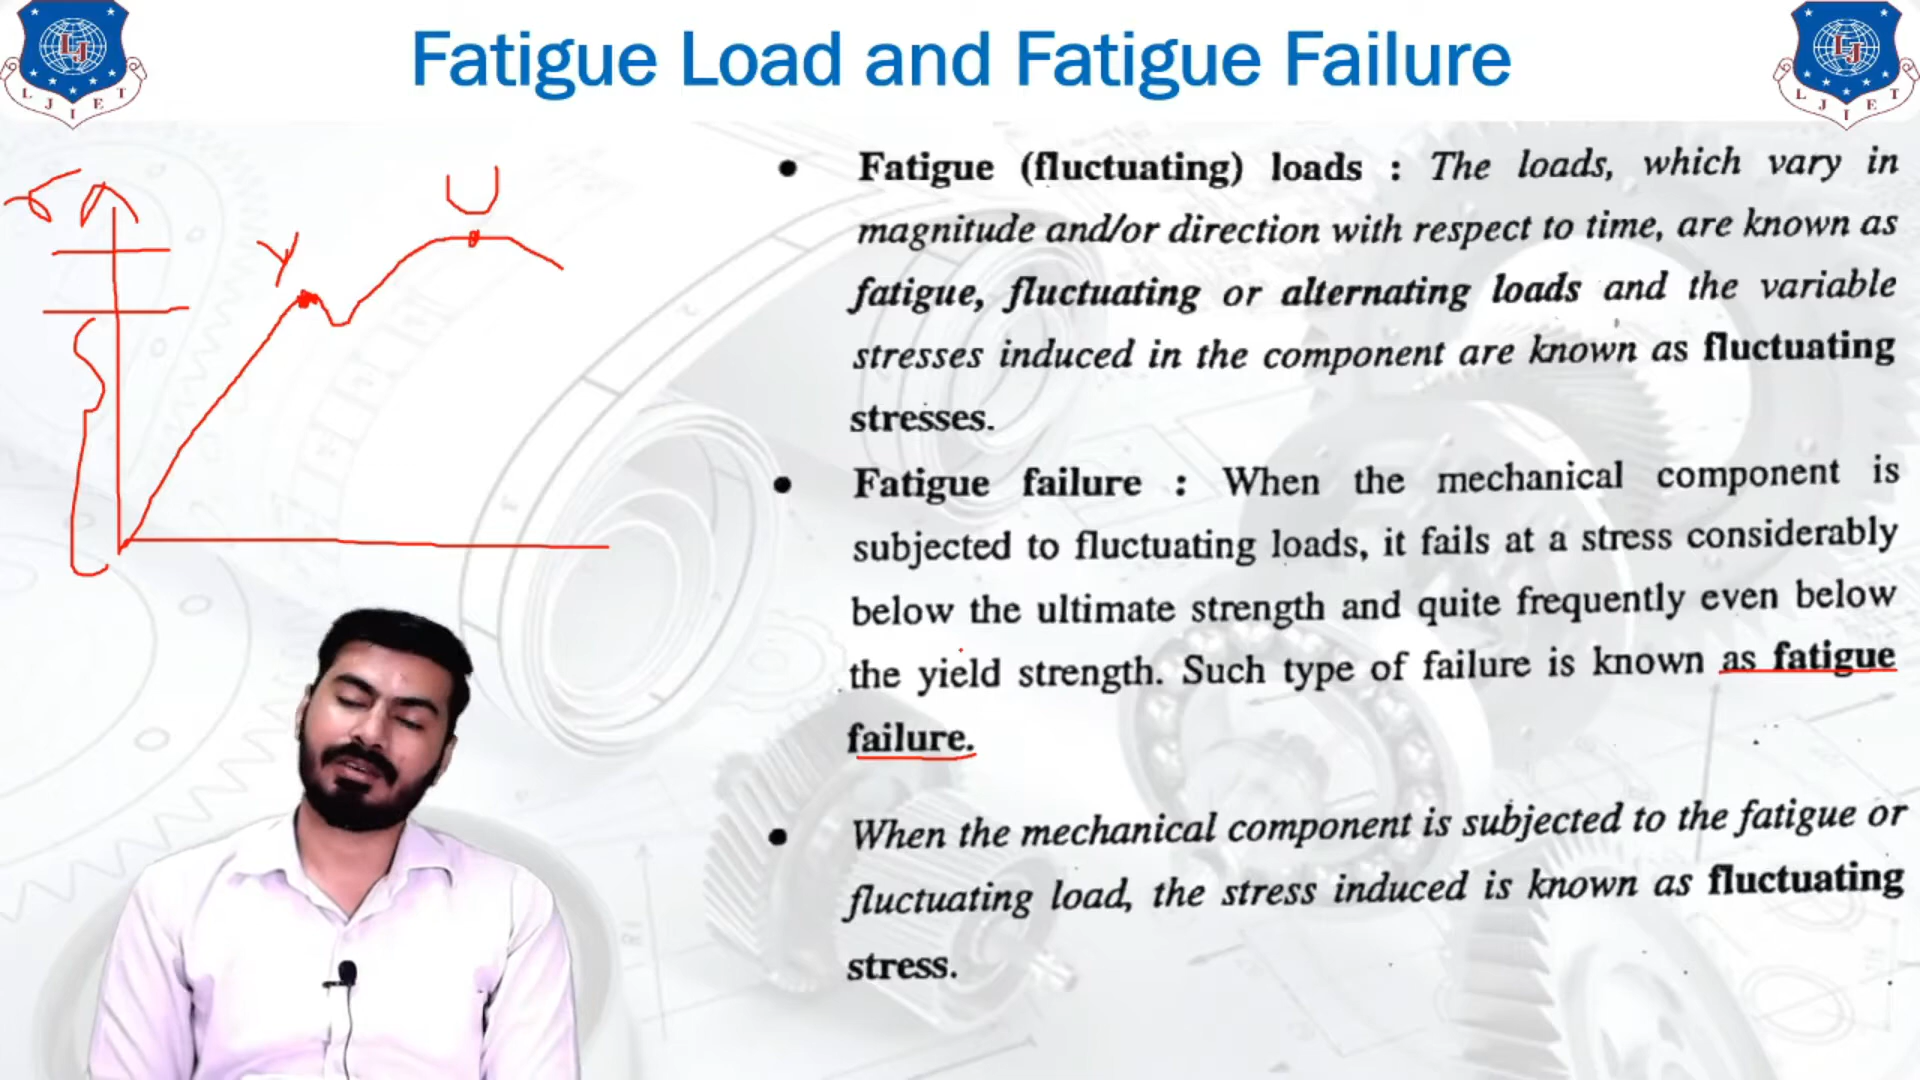 Fatigue Load and Fatigue Failure
L J I E T
L J I E T
LJ
LJ
σ
Y
U
• Fatigue (fluctuating) loads : The loads, which vary in
magnitude and/or direction with respect to time, are known as
fatigue, fluctuating or alternating loads and the variable
stresses induced in the component are known as fluctuating
stresses.
• Fatigue failure : When the mechanical component is
subjected to fluctuating loads, it fails at a stress considerably
below the ultimate strength and quite frequently even below
the yield strength. Such type of failure is known as fatigue
failure.
• When the mechanical component is subjected to the fatigue or
fluctuating load, the stress induced is known as fluctuating
stress.